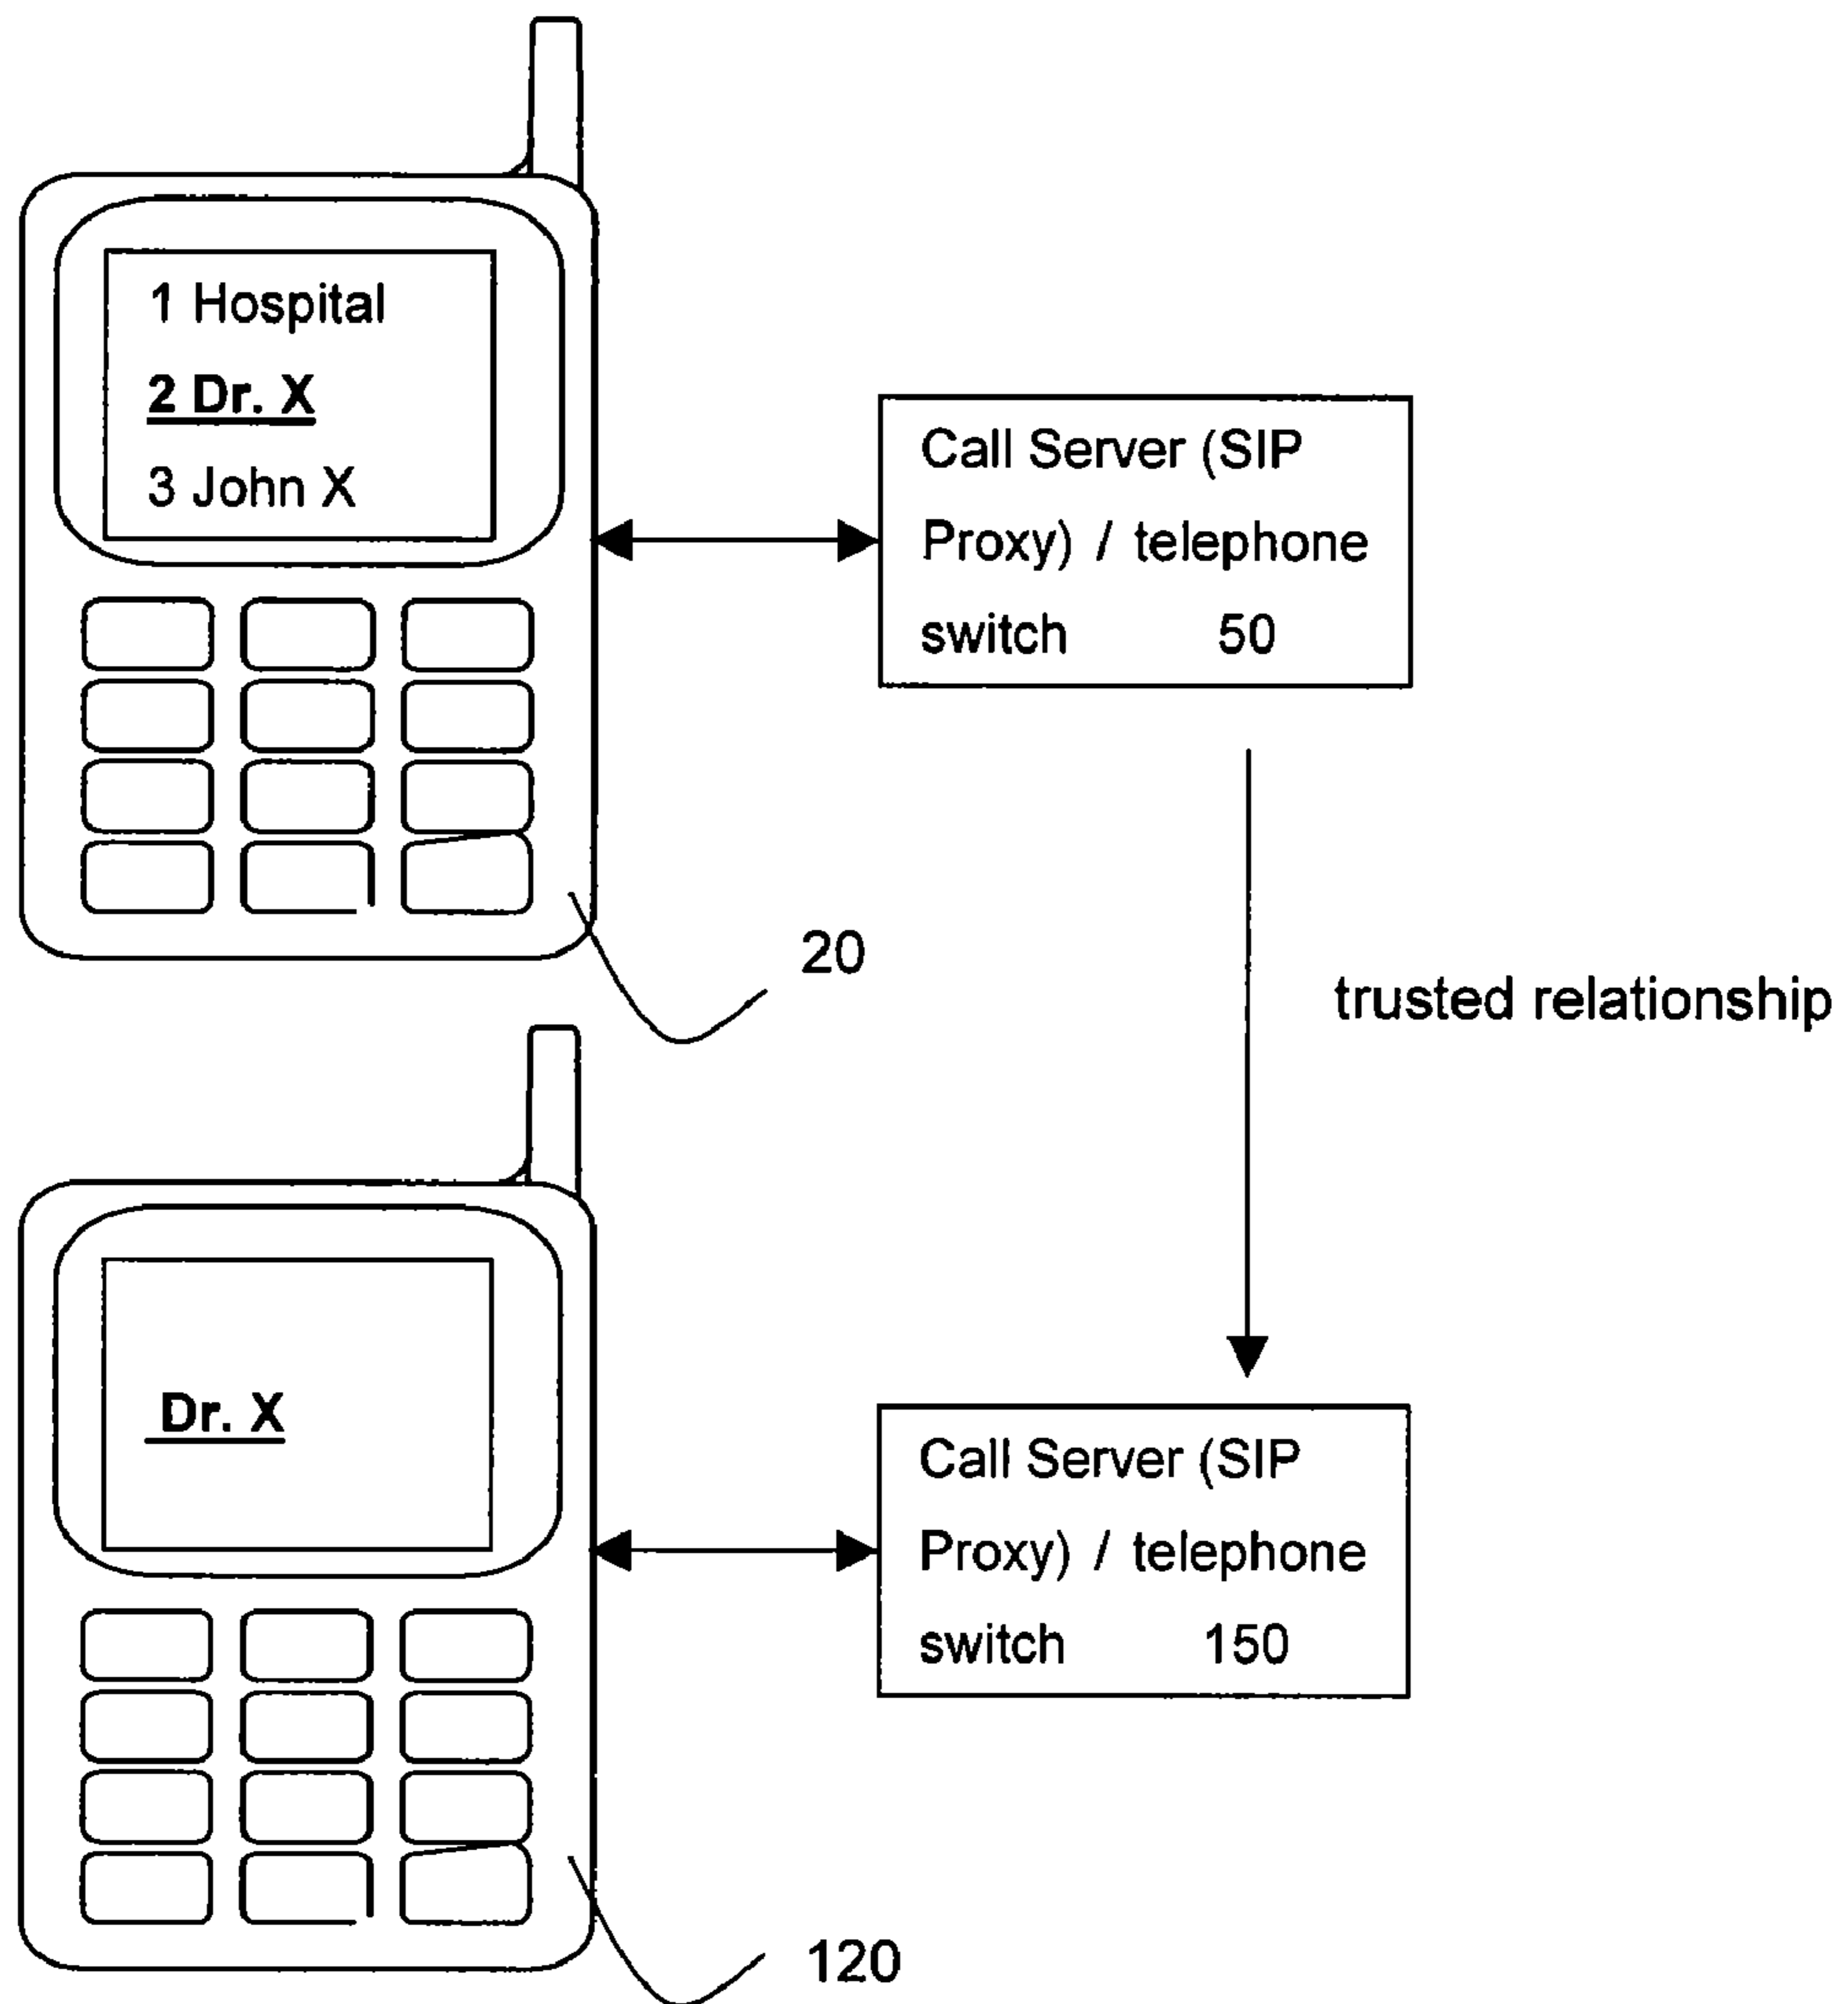 1 Hospital
2 Dr. X
3 John X
Call Server (SIP
Proxy) / telephone
switch 50
20
trusted relationship
Dr. X
Call Server (SIP
Proxy) / telephone
switch 150
120